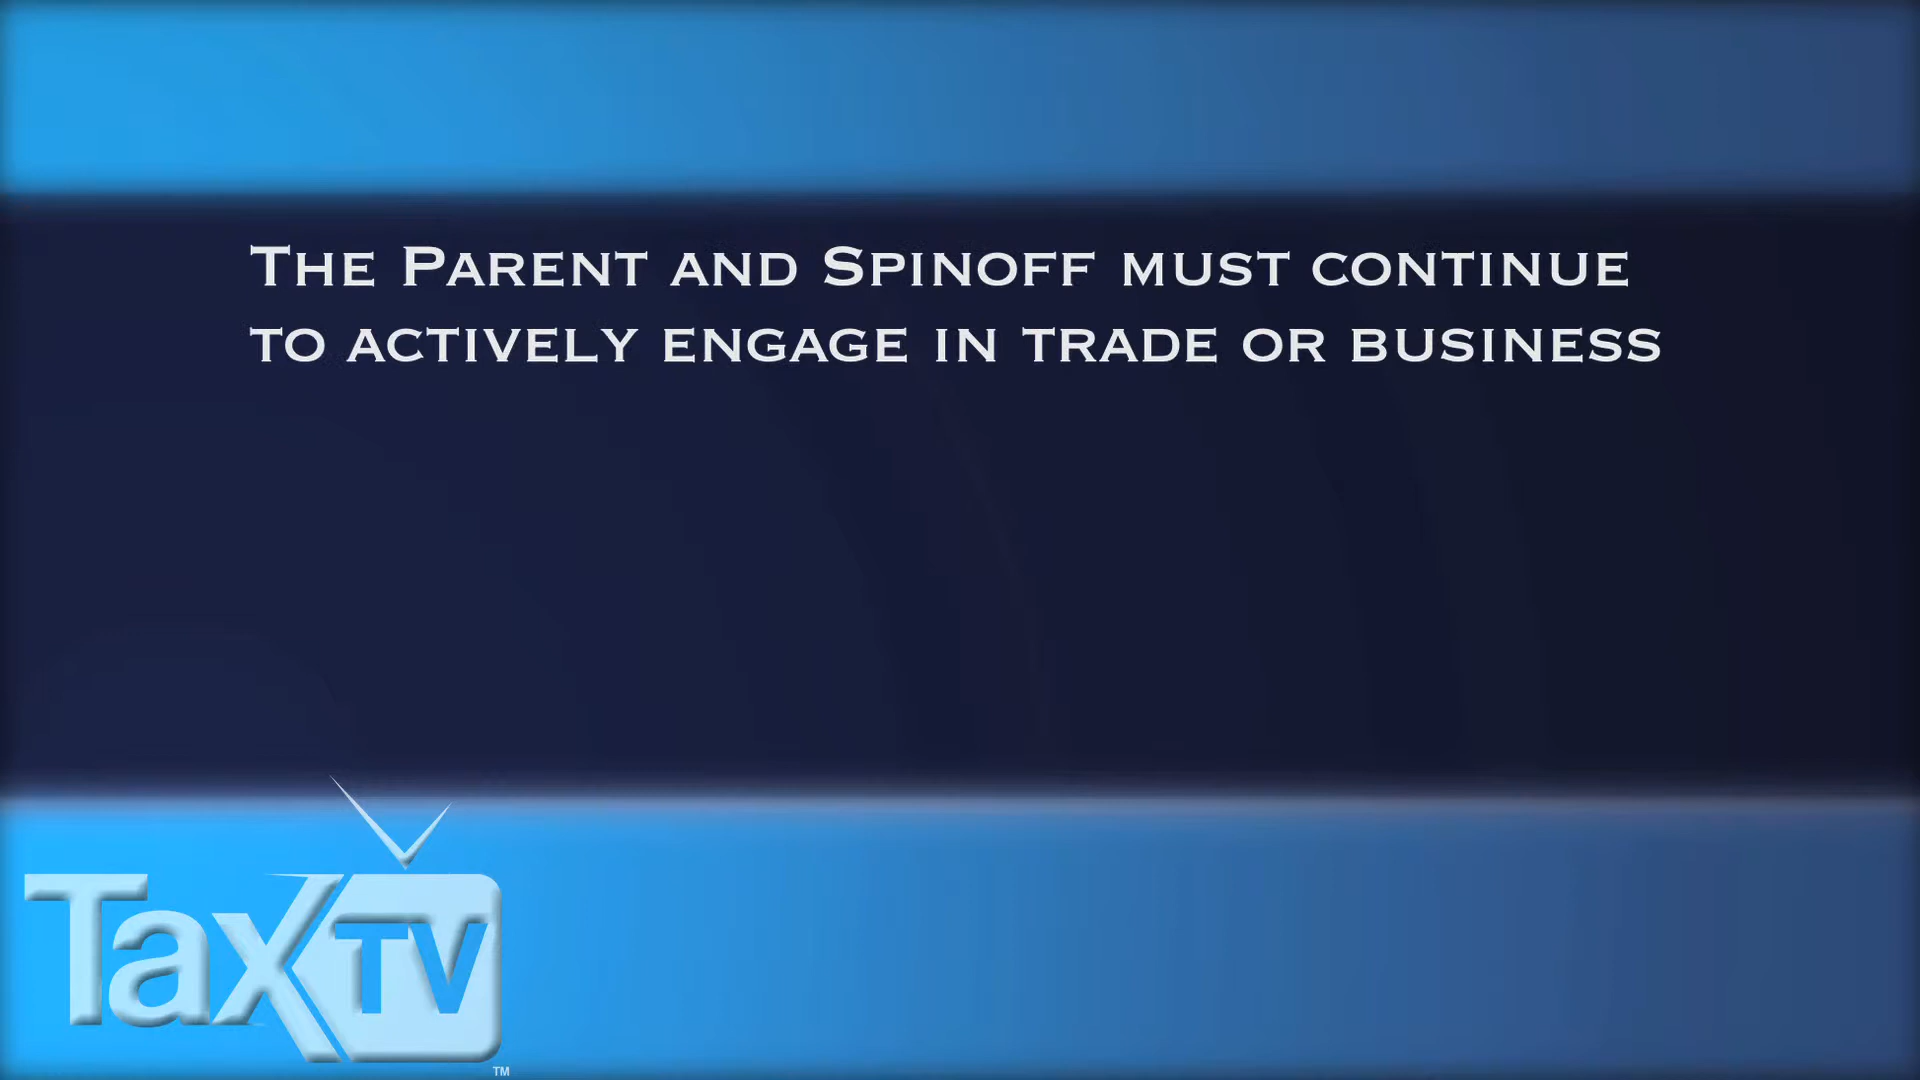 The Parent and Spinoff must continue
to actively engage in trade or business
TaxTV
TM